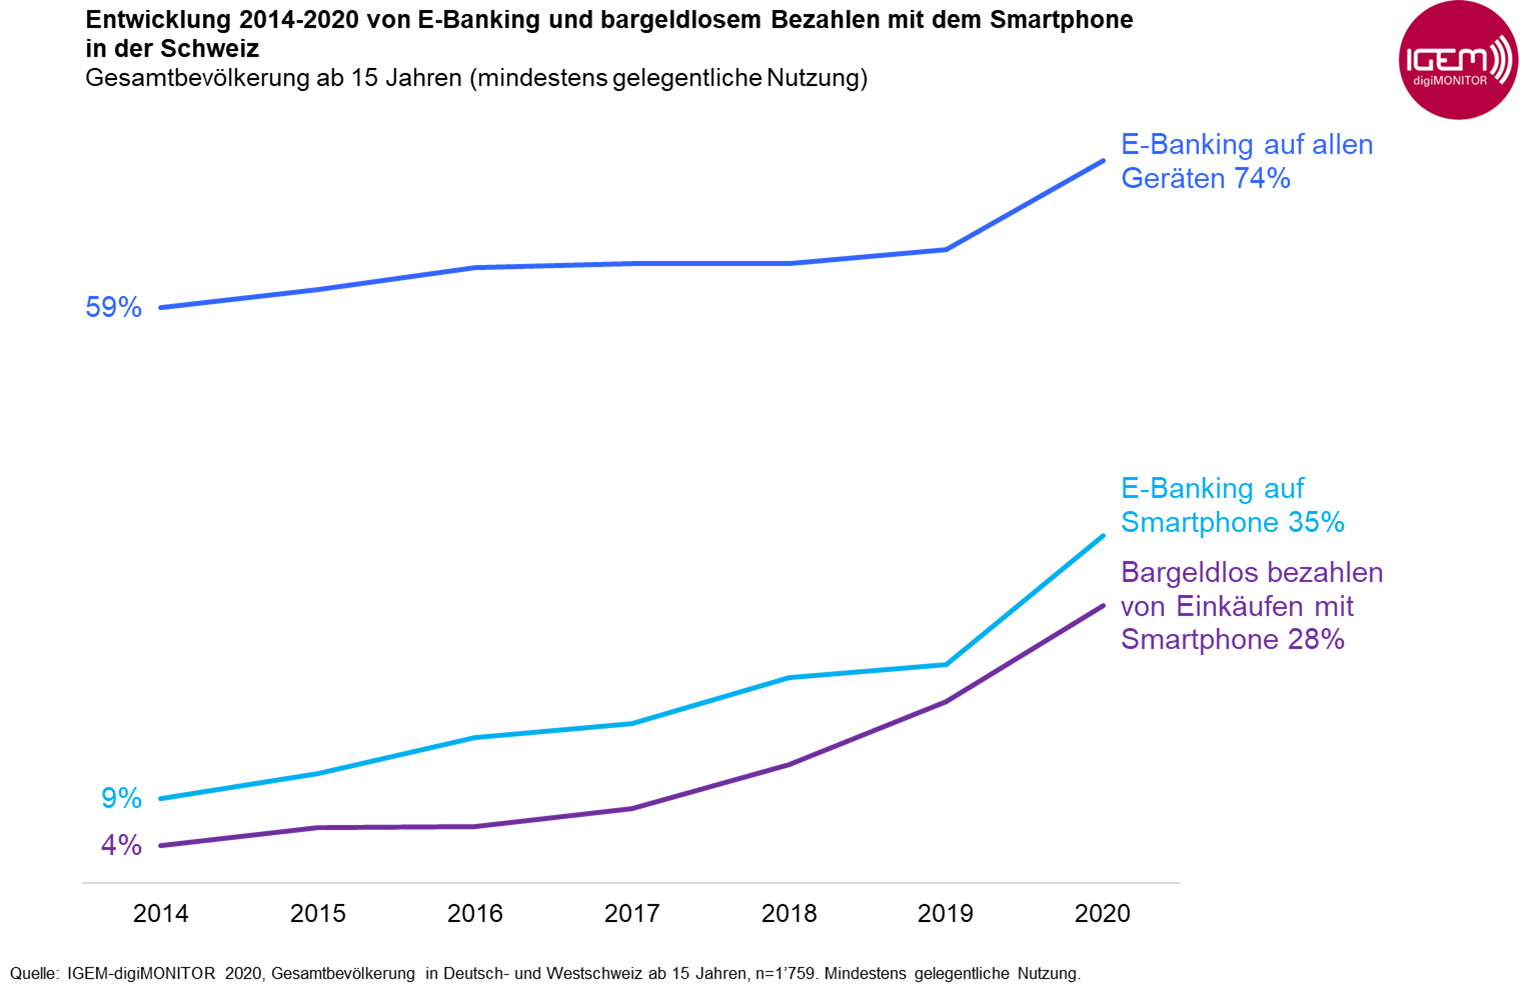 Entwicklung 2014-2020 von E-Banking und bargeldlosem Bezahlen mit dem Smartphone
in der Schweiz
Gesamtbevölkerung ab 15 Jahren (mindestens gelegentliche Nutzung)
IGEM
digiMONITOR
E-Banking auf allen
Geräten 74%
59%
E-Banking auf
Smartphone 35%
Bargeldlos bezahlen
von Einkäufen mit
Smartphone 28%
9%
4%
2014 2015 2016 2017 2018 2019 2020
Quelle: IGEM-digiMONITOR 2020, Gesamtbevölkerung in Deutsch- und Westschweiz ab 15 Jahren, n=1’759. Mindestens gelegentliche Nutzung.